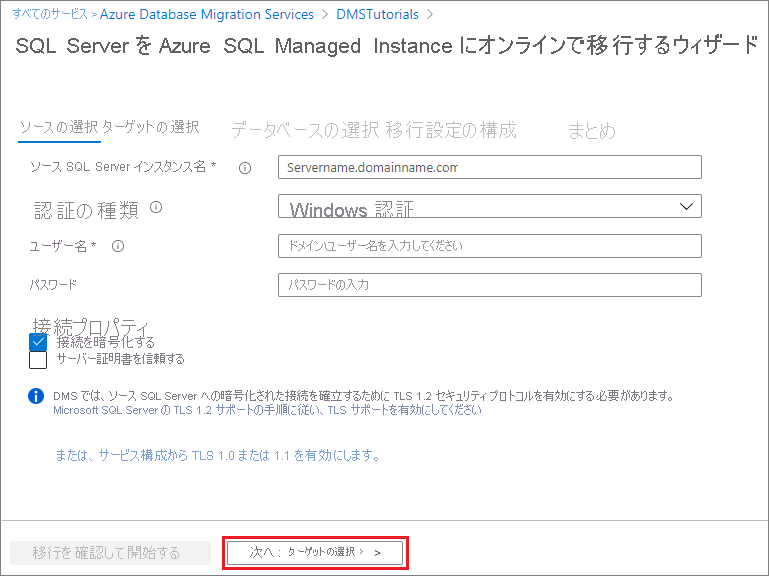 すべてのサービス > Azure Database Migration Services > DMSTutorials >
SQL Server を Azure SQL Managed Instance にオンラインで移行するウィザード
ソースの選択 ターゲットの選択 データベースの選択 移行設定の構成 まとめ
ソース SQL Server インスタンス名 * Servername.domainname.com
認証の種類 Windows 認証
ユーザー名 * ドメイン\ユーザー名を入力してください
パスワード パスワードの入力
接続プロパティ
接続を暗号化する
サーバー証明書を信頼する
DMS では、ソース SQL Server への暗号化された接続を確立するために TLS 1.2 セキュリティ プロトコルを有効にする必要があります。
Microsoft SQL Server の TLS 1.2 サポートの手順に従い、TLS サポートを有効にしてください
または、サービス構成から TLS 1.0 または 1.1 を有効にします。
移行を確認して開始する 次へ: ターゲットの選択 > >